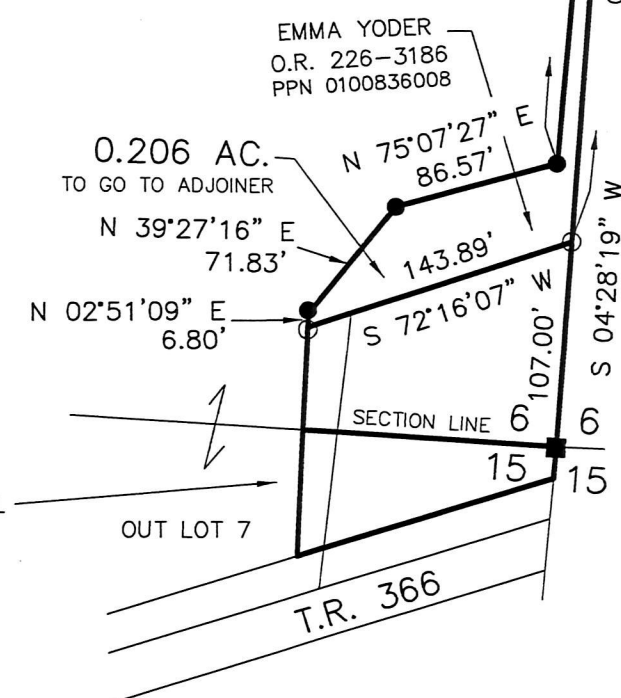 EMMA YODER
O.R. 226-3186
PPN 0100836008
0.206 AC.
TO GO TO ADJOINER
N 75°07'27" E
86.57'
N 39°27'16" E
71.83'
N 02°51'09" E
6.80'
143.89'
S 72°16'07" W
107.00'
S 04°28'19" W
SECTION LINE
6
6
15
15
OUT LOT 7
T.R. 366